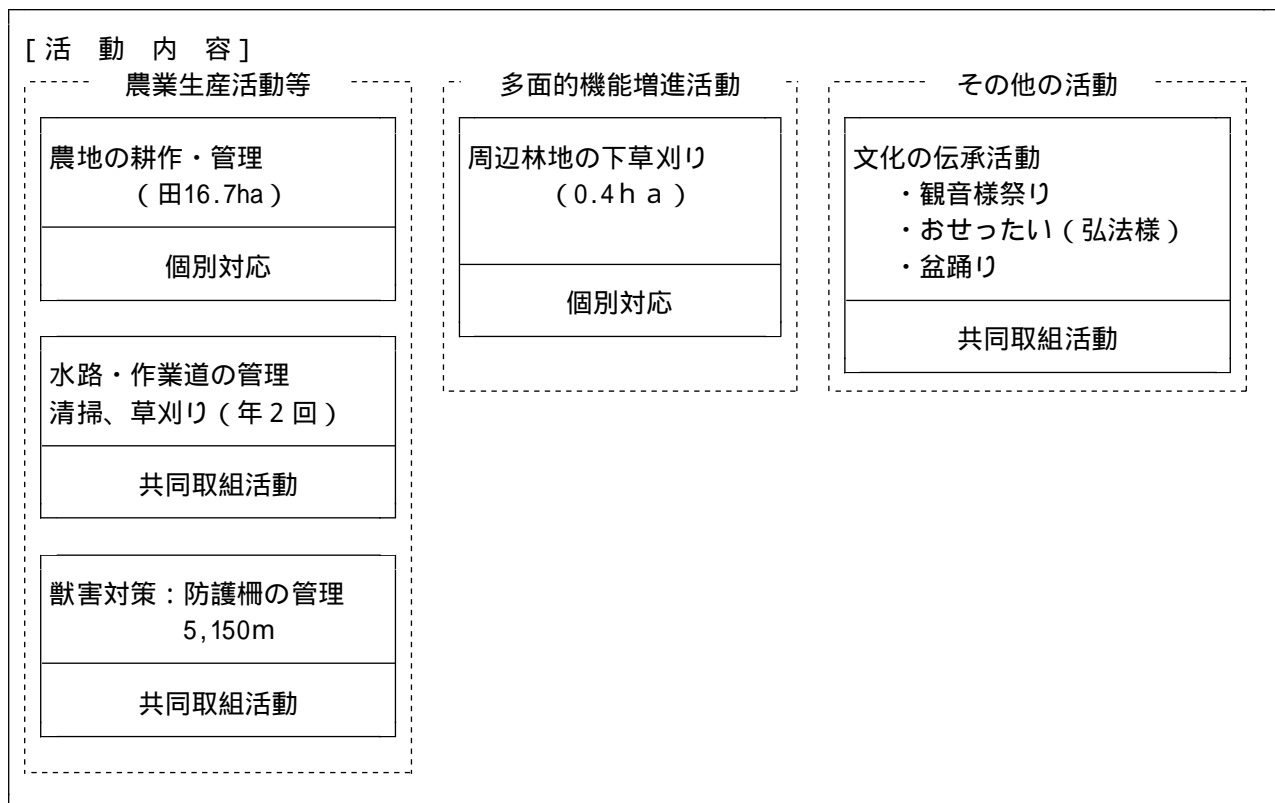 [活 動 内 容]
農業生産活動等
農地の耕作・管理
(田16.7ha)
個別対応
水路・作業道の管理
清掃、草刈り(年2回)
共同取組活動
獣害対策:防護柵の管理
5,150m
共同取組活動
多面的機能増進活動
周辺林地の下草刈り
(0.4ha)
個別対応
その他の活動
文化の伝承活動
・観音様祭り
・おせったい(弘法様)
・盆踊り
共同取組活動